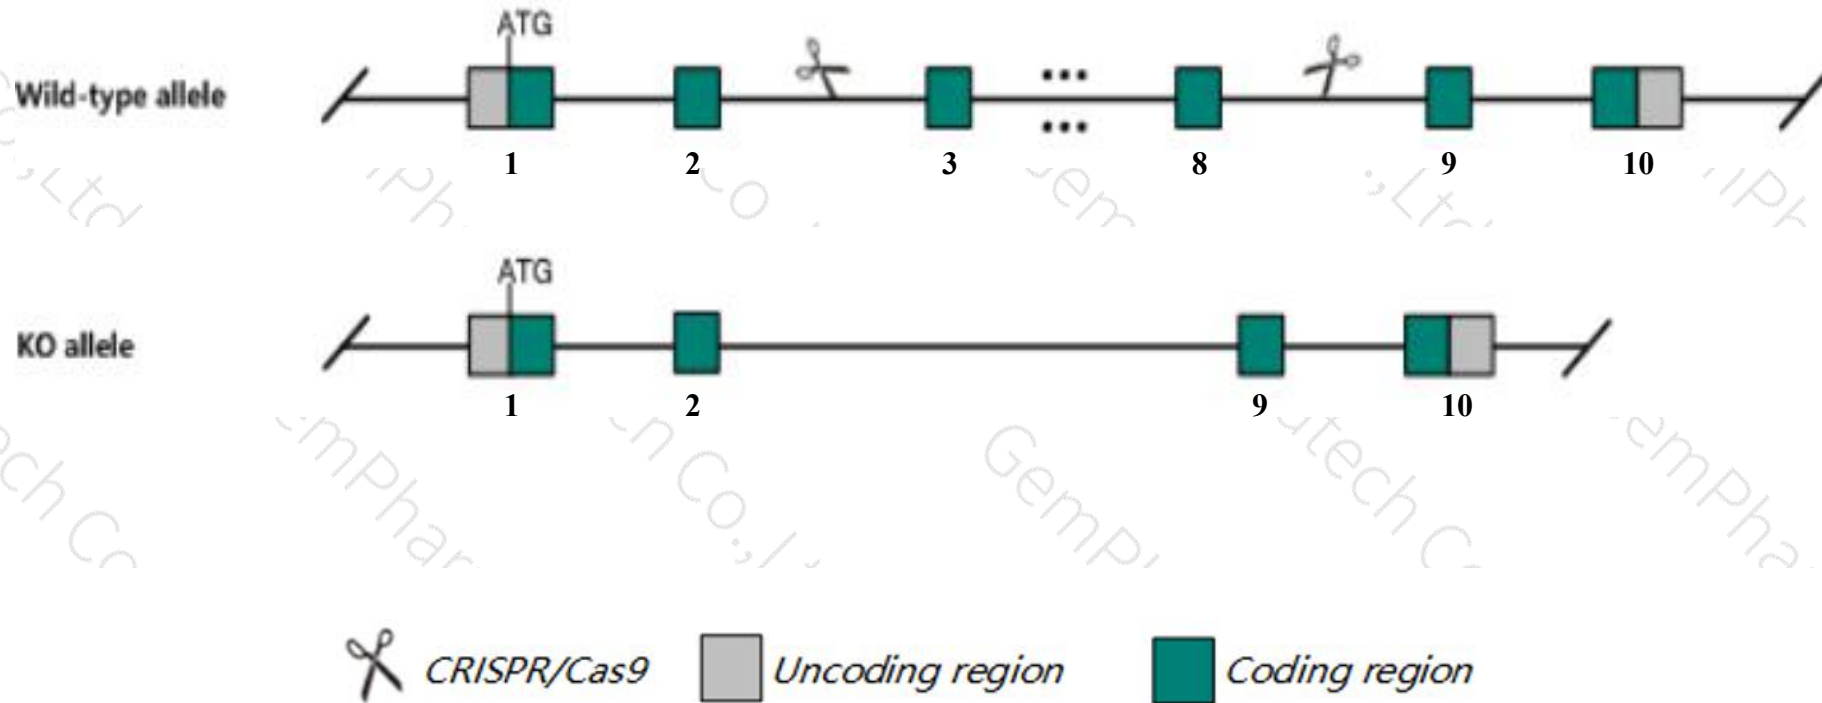 ATG
Wild-type allele
1 2 3 ... 8 9 10
ATG
KO allele
1 2 9 10
GemPh
CRISPR/Cas9 Uncoding region Coding region